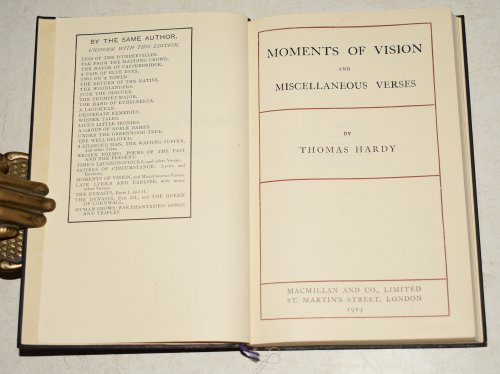 BY THE SAME AUTHOR.
UNIFORM WITH THIS EDITION.
TESS OF THE D'URBERVILLES.
FAR FROM THE MADDING CROWD.
THE MAYOR OF CASTERBRIDGE.
A PAIR OF BLUE EYES.
TWO ON A TOWER.
THE RETURN OF THE NATIVE.
THE WOODLANDERS.
JUDE THE OBSCURE.
THE TRUMPET-MAJOR.
THE HAND OF ETHELBERTA.
A LAODICEAN.
DESPERATE REMEDIES.
WESSEX TALES.
LIFE'S LITTLE IRONIES.
A GROUP OF NOBLE DAMES.
UNDER THE GREENWOOD TREE.
THE WELL-BELOVED.
A CHANGED MAN, THE WAITING SUPPER,
and other Tales.
WESSEX POEMS: POEMS OF THE PAST
AND THE PRESENT.
TIME'S LAUGHINGSTOCKS, and other Verses.
SATIRES OF CIRCUMSTANCE: Lyrics and
Reveries.
MOMENTS OF VISION, and Miscellaneous Verses.
LATE LYRICS AND EARLIER, with many
other Verses.
THE DYNASTS, Parts I. and II.
THE DYNASTS, Part III., and THE QUEEN
OF CORNWALL.
HUMAN SHOWS: FAR PHANTASIES: SONGS
AND TRIFLES
MOMENTS OF VISION
AND
MISCELLANEOUS VERSES
BY
THOMAS HARDY
MACMILLAN AND CO., LIMITED
ST. MARTIN'S STREET, LONDON